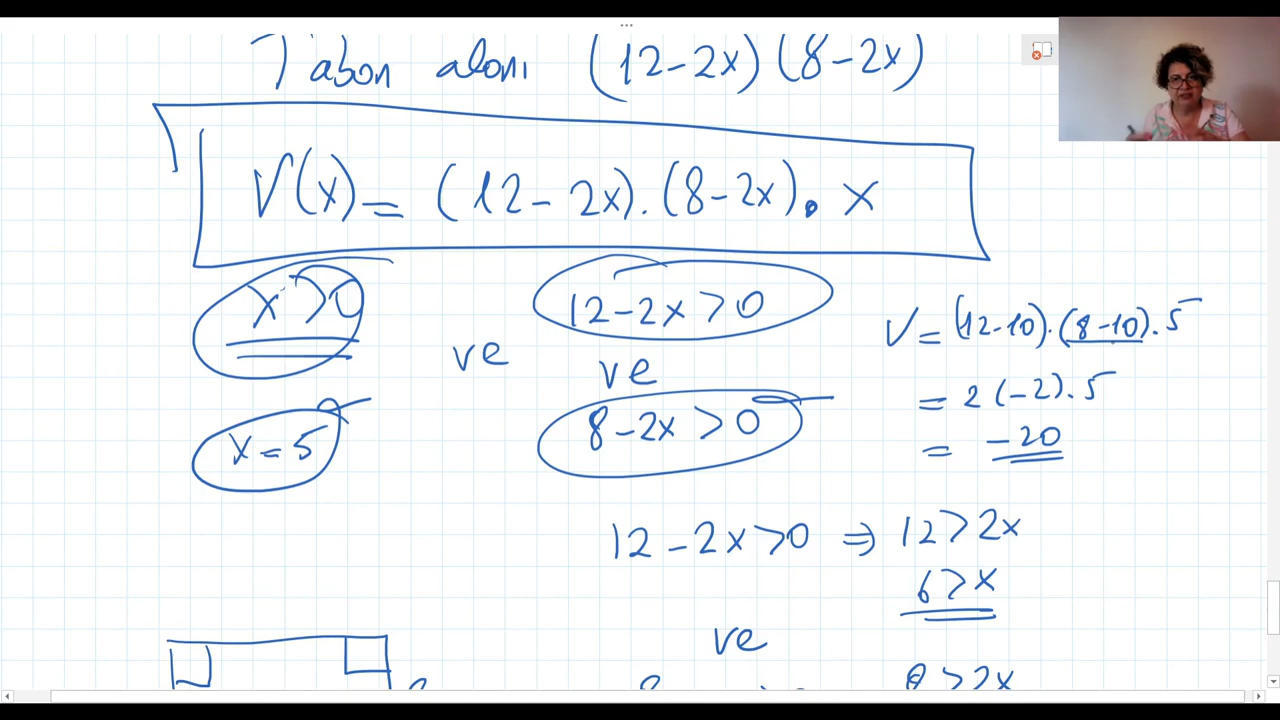 Taban alanı (12-2x)(8-2x)
V(x) = (12-2x).(8-2x).x
x>0 ve 12-2x>0
ve
x=5 8-2x>0
V = (12-10).(8-10).5
= 2(-2).5
= -20
12-2x>0 ⇒ 12>2x
6>x
ve
8>2x